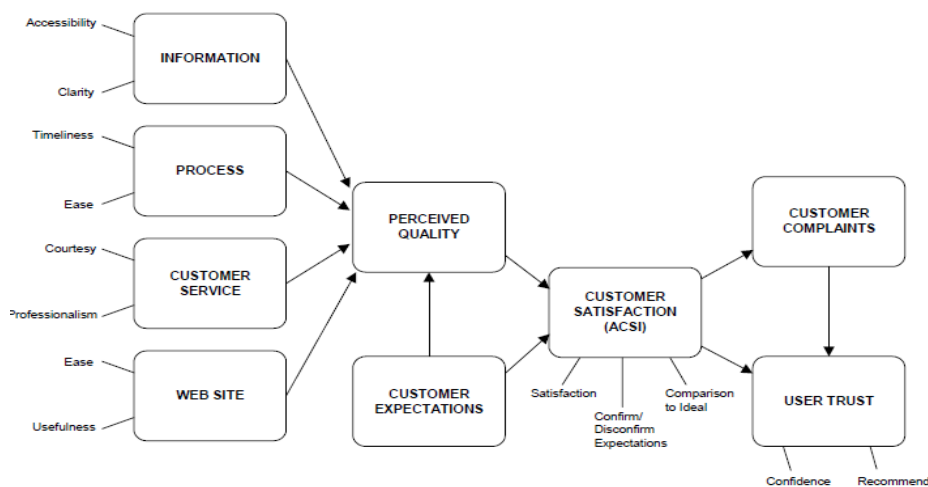 Accessibility
INFORMATION
Clarity
Timeliness
PROCESS
Ease
Courtesy
CUSTOMER
SERVICE
Professionalism
Ease
WEB SITE
Usefulness
PERCEIVED
QUALITY
CUSTOMER
EXPECTATIONS
CUSTOMER
SATISFACTION
(ACSI)
Satisfaction
Confirm/
Disconfirm
Expectations
Comparison
to Ideal
CUSTOMER
COMPLAINTS
USER TRUST
Confidence
Recommend